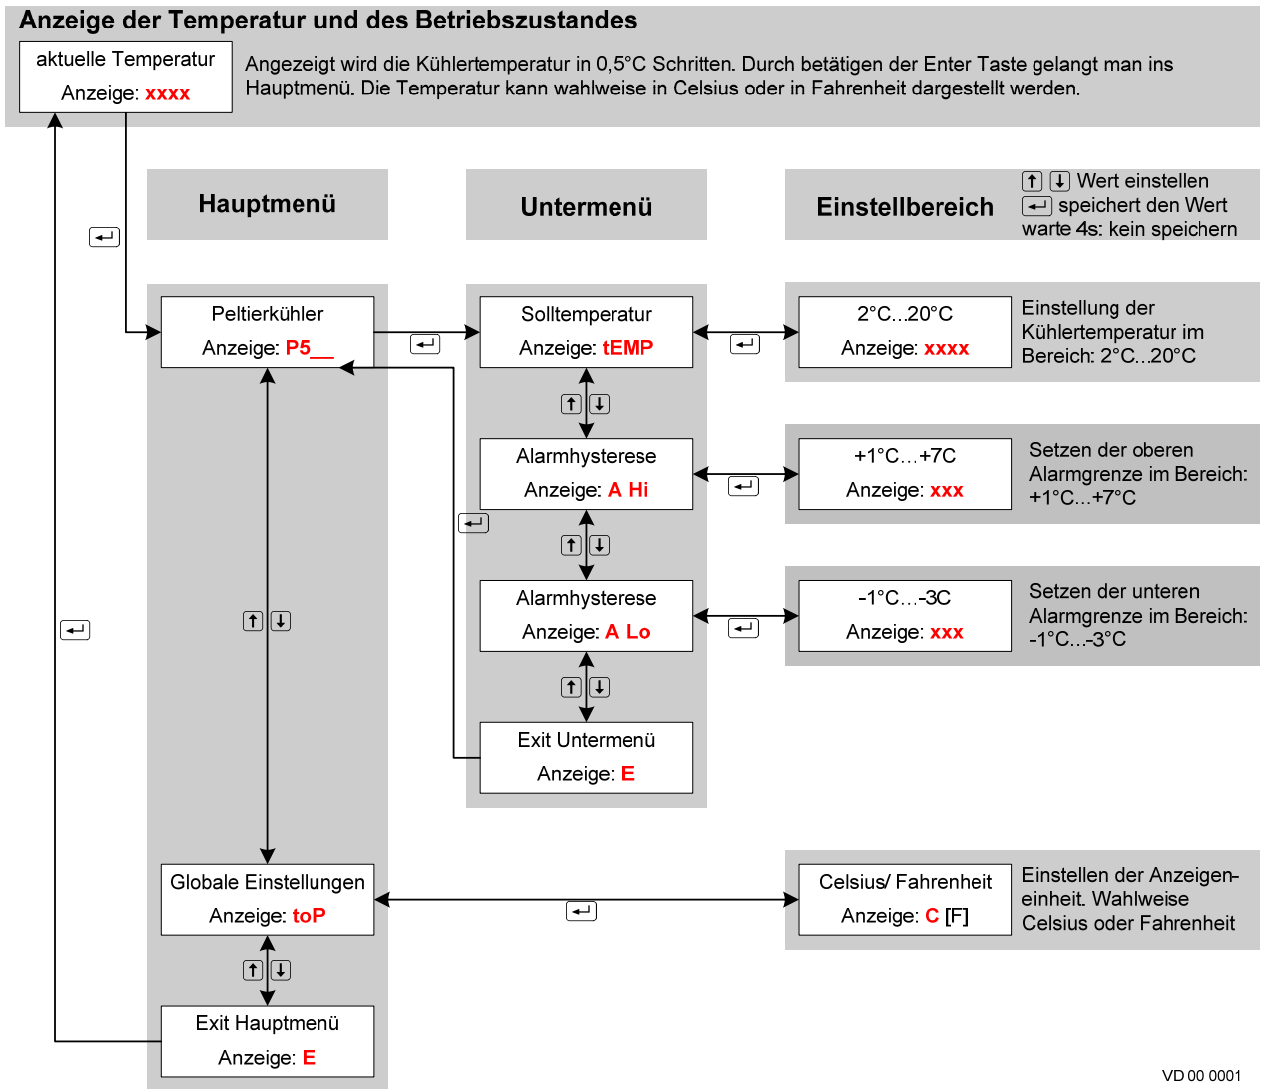 Anzeige der Temperatur und des Betriebszustandes
aktuelle Temperatur
Anzeige: xxxx
Angezeigt wird die Kühlertemperatur in 0,5°C Schritten. Durch betätigen der Enter Taste gelangt man ins
Hauptmenü. Die Temperatur kann wahlweise in Celsius oder in Fahrenheit dargestellt werden.
Hauptmenü
Untermenü
Einstellbereich
Wert einstellen
speichert den Wert
warte 4s: kein speichern
Peltierkühler
Anzeige: P5__
Solltemperatur
Anzeige: tEMP
2°C...20°C
Anzeige: xxxx
Einstellung der
Kühlertemperatur im
Bereich: 2°C...20°C
Alarmhysterese
Anzeige: A Hi
+1°C...+7C
Anzeige: xxx
Setzen der oberen
Alarmgrenze im Bereich:
+1°C...+7°C
Alarmhysterese
Anzeige: A Lo
-1°C...-3C
Anzeige: xxx
Setzen der unteren
Alarmgrenze im Bereich:
-1°C...-3°C
Exit Untermenü
Anzeige: E
Globale Einstellungen
Anzeige: toP
Celsius/ Fahrenheit
Anzeige: C [F]
Einstellen der Anzeigen-
einheit. Wahlweise
Celsius oder Fahrenheit
Exit Hauptmenü
Anzeige: E
VD 00 0001